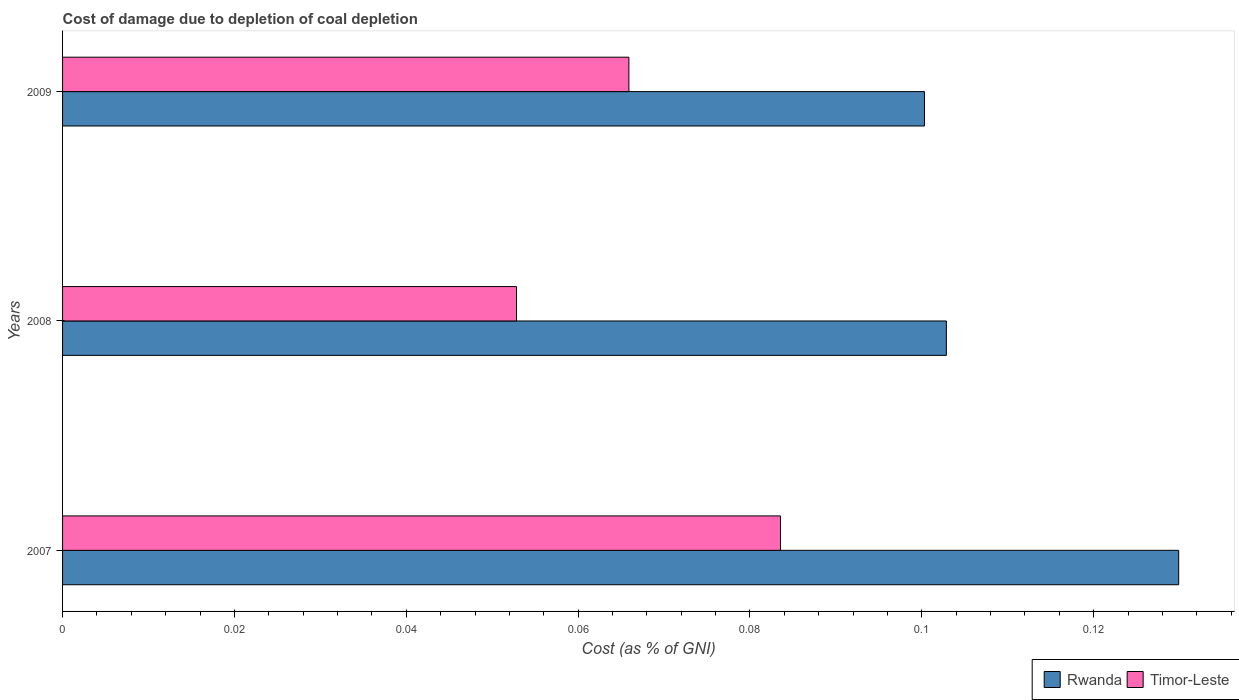 Cost of damage due to depletion of coal depletion
2009
2008
2007
Years
0
0.02
0.04
0.06
0.08
0.1
0.12
Cost (as % of GNI)
Rwanda
Timor-Leste